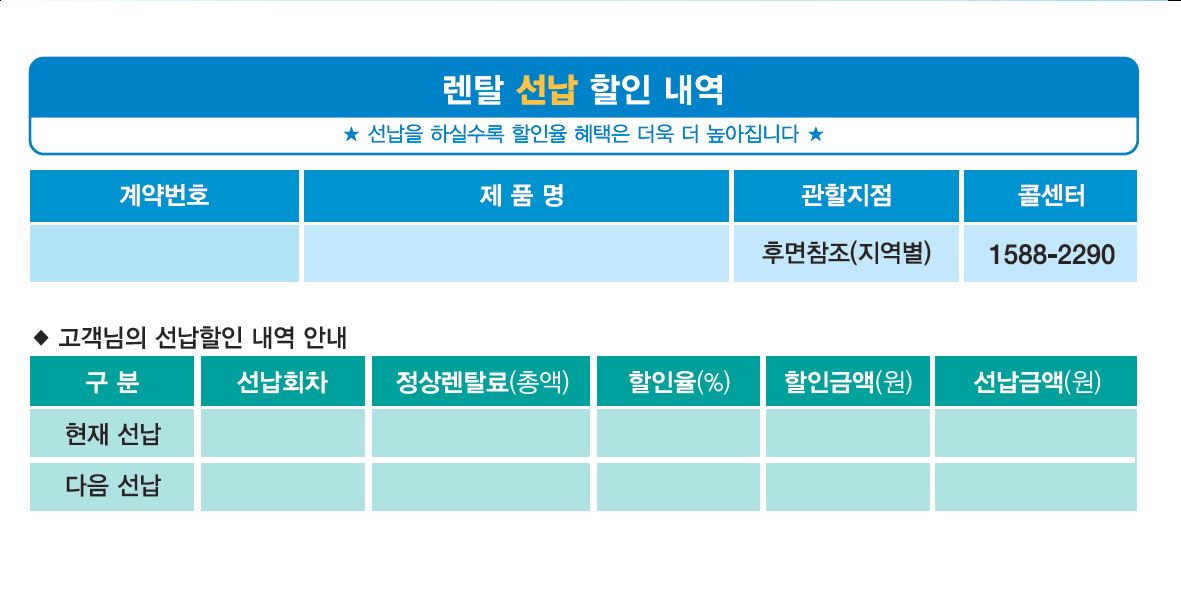 렌탈 선납 할인 내역
★ 선납을 하실수록 할인율 혜택은 더욱 더 높아집니다 ★
계약번호 제 품 명 관할지점 콜센터
후면참조(지역별) 1588-2290
◆ 고객님의 선납할인 내역 안내
구 분 선납회차 정상렌탈료(총액) 할인율(%) 할인금액(원) 선납금액(원)
현재 선납
다음 선납